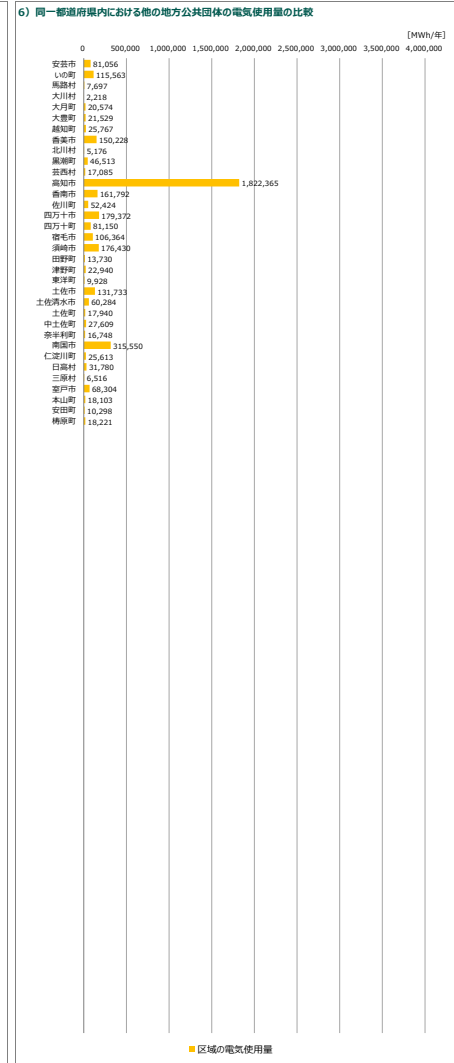 6）同一都道府県内における他の地方公共団体の電気使用量の比較
[MWh/年]
0 500,000 1,000,000 1,500,000 2,000,000 2,500,000 3,000,000 3,500,000 4,000,000
安芸市 81,056
いの町 115,563
馬路村 7,697
大川村 2,218
大月町 20,574
大豊町 21,529
越知町 25,767
香美市 150,228
北川村 5,176
黒潮町 46,513
芸西村 17,085
高知市 1,822,365
香南市 161,792
佐川町 52,424
四万十市 179,372
四万十町 81,150
宿毛市 106,364
須崎市 176,430
田野町 13,730
津野町 22,940
東洋町 9,928
土佐市 131,733
土佐清水市 60,284
土佐町 17,940
中土佐町 27,609
奈半利町 16,748
南国市 315,550
仁淀川町 25,613
日高村 31,780
三原村 6,516
室戸市 68,304
本山町 18,103
安田町 10,298
梼原町 18,221
区域の電気使用量